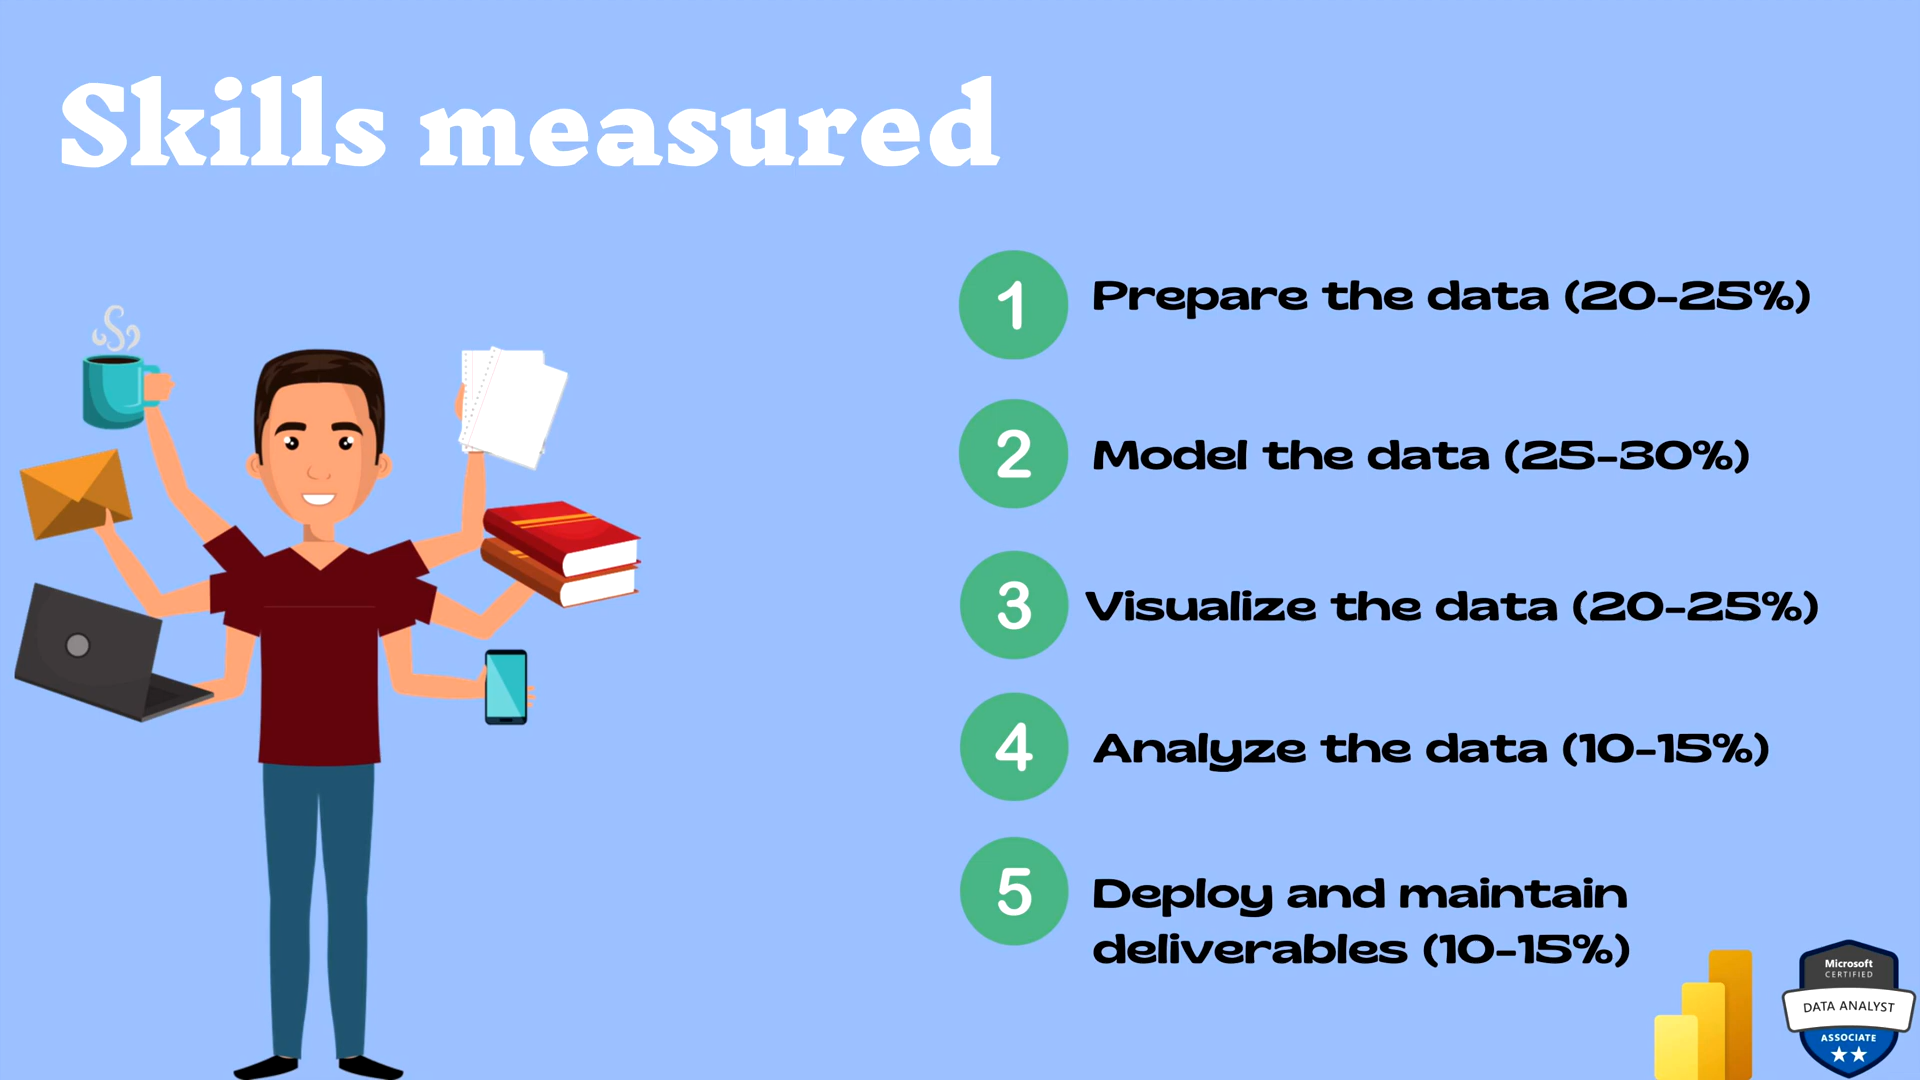 Skills measured
1 Prepare the data (20-25%)
2 Model the data (25-30%)
3 Visualize the data (20-25%)
4 Analyze the data (10-15%)
5 Deploy and maintain
deliverables (10-15%)
Microsoft
CERTIFIED
DATA ANALYST
ASSOCIATE